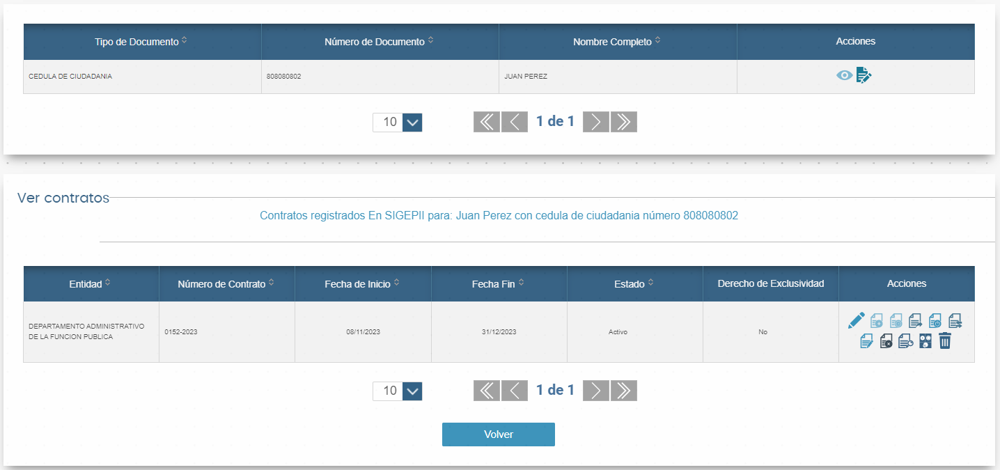 Tipo de Documento Número de Documento Nombre Completo Acciones
CEDULA DE CIUDADANIA 808080802 JUAN PEREZ
10 1 de 1
Ver contratos
Contratos registrados En SIGEPII para: Juan Perez con cedula de ciudadania número 808080802
Entidad Número de Contrato Fecha de Inicio Fecha Fin Estado Derecho de Exclusividad Acciones
DEPARTAMENTO ADMINISTRATIVO
DE LA FUNCION PUBLICA 0152-2023 08/11/2023 31/12/2023 Activo No
10 1 de 1
Volver